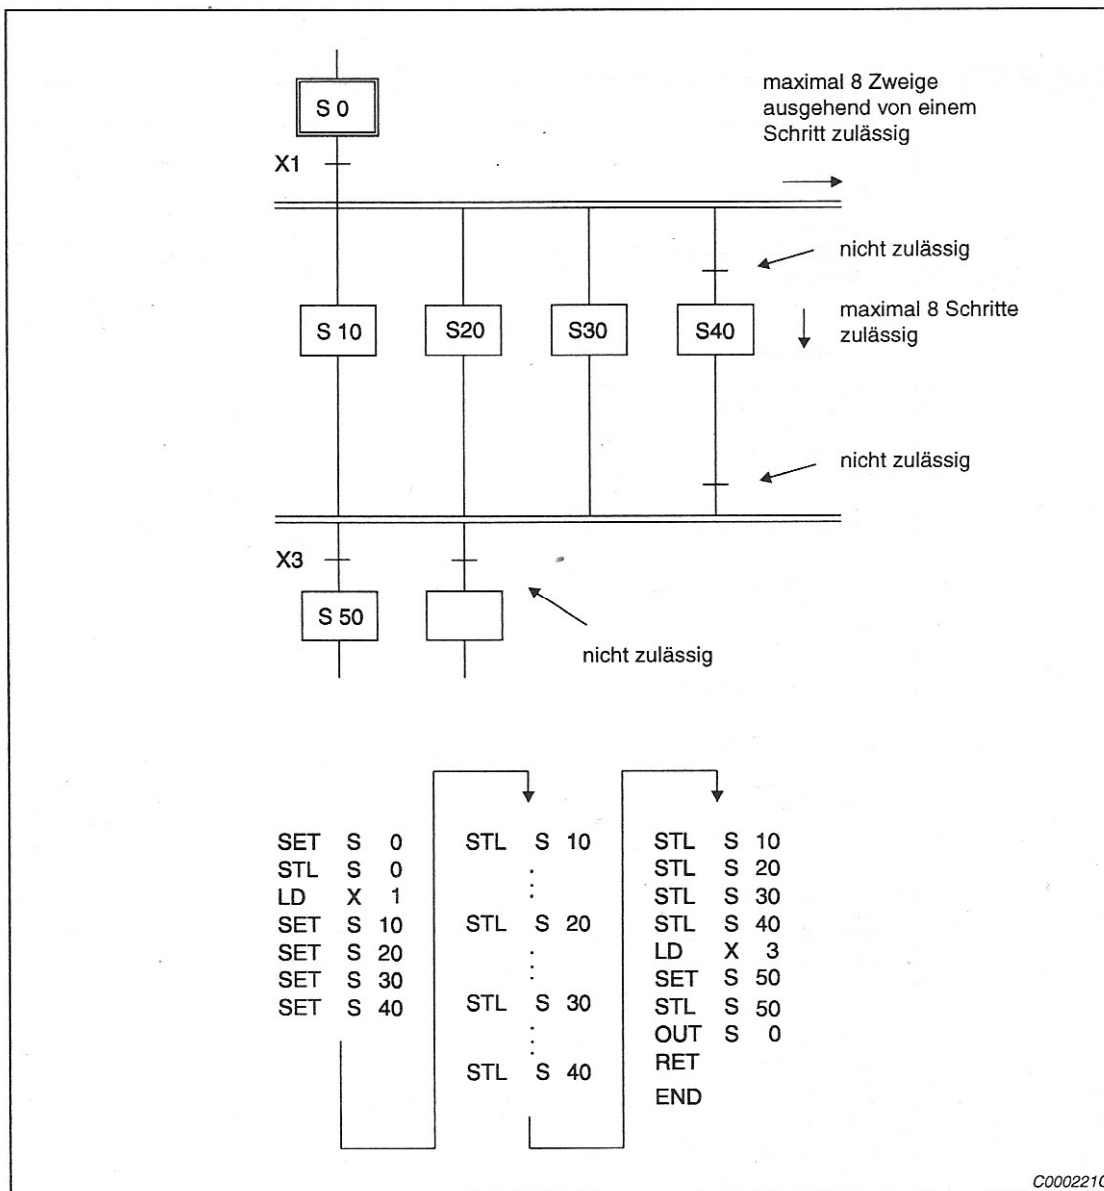 S 0
maximal 8 Zweige
ausgehend von einem
Schritt zulässig
X1
nicht zulässig
S 10
S20
S30
S40
maximal 8 Schritte
zulässig
nicht zulässig
X3
S 50
nicht zulässig
SET S 0
STL S 0
LD X 1
SET S 10
SET S 20
SET S 30
SET S 40
STL S 10
STL S 20
STL S 30
STL S 40
STL S 10
STL S 20
STL S 30
STL S 40
LD X 3
SET S 50
STL S 50
OUT S 0
RET
END